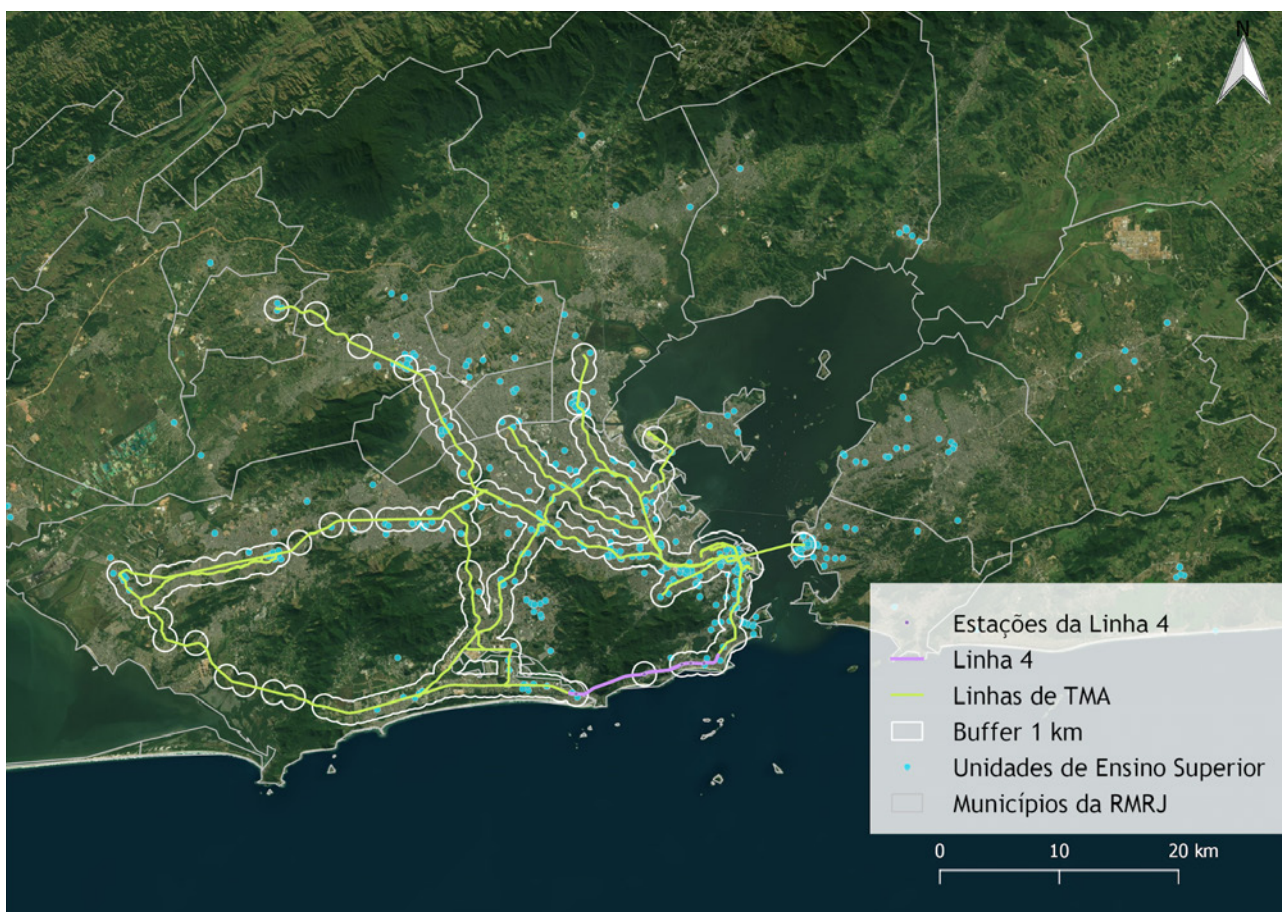 N
Estações da Linha 4
Linha 4
Linhas de TMA
Buffer 1 km
Unidades de Ensino Superior
Municípios da RMRJ
0 10 20 km